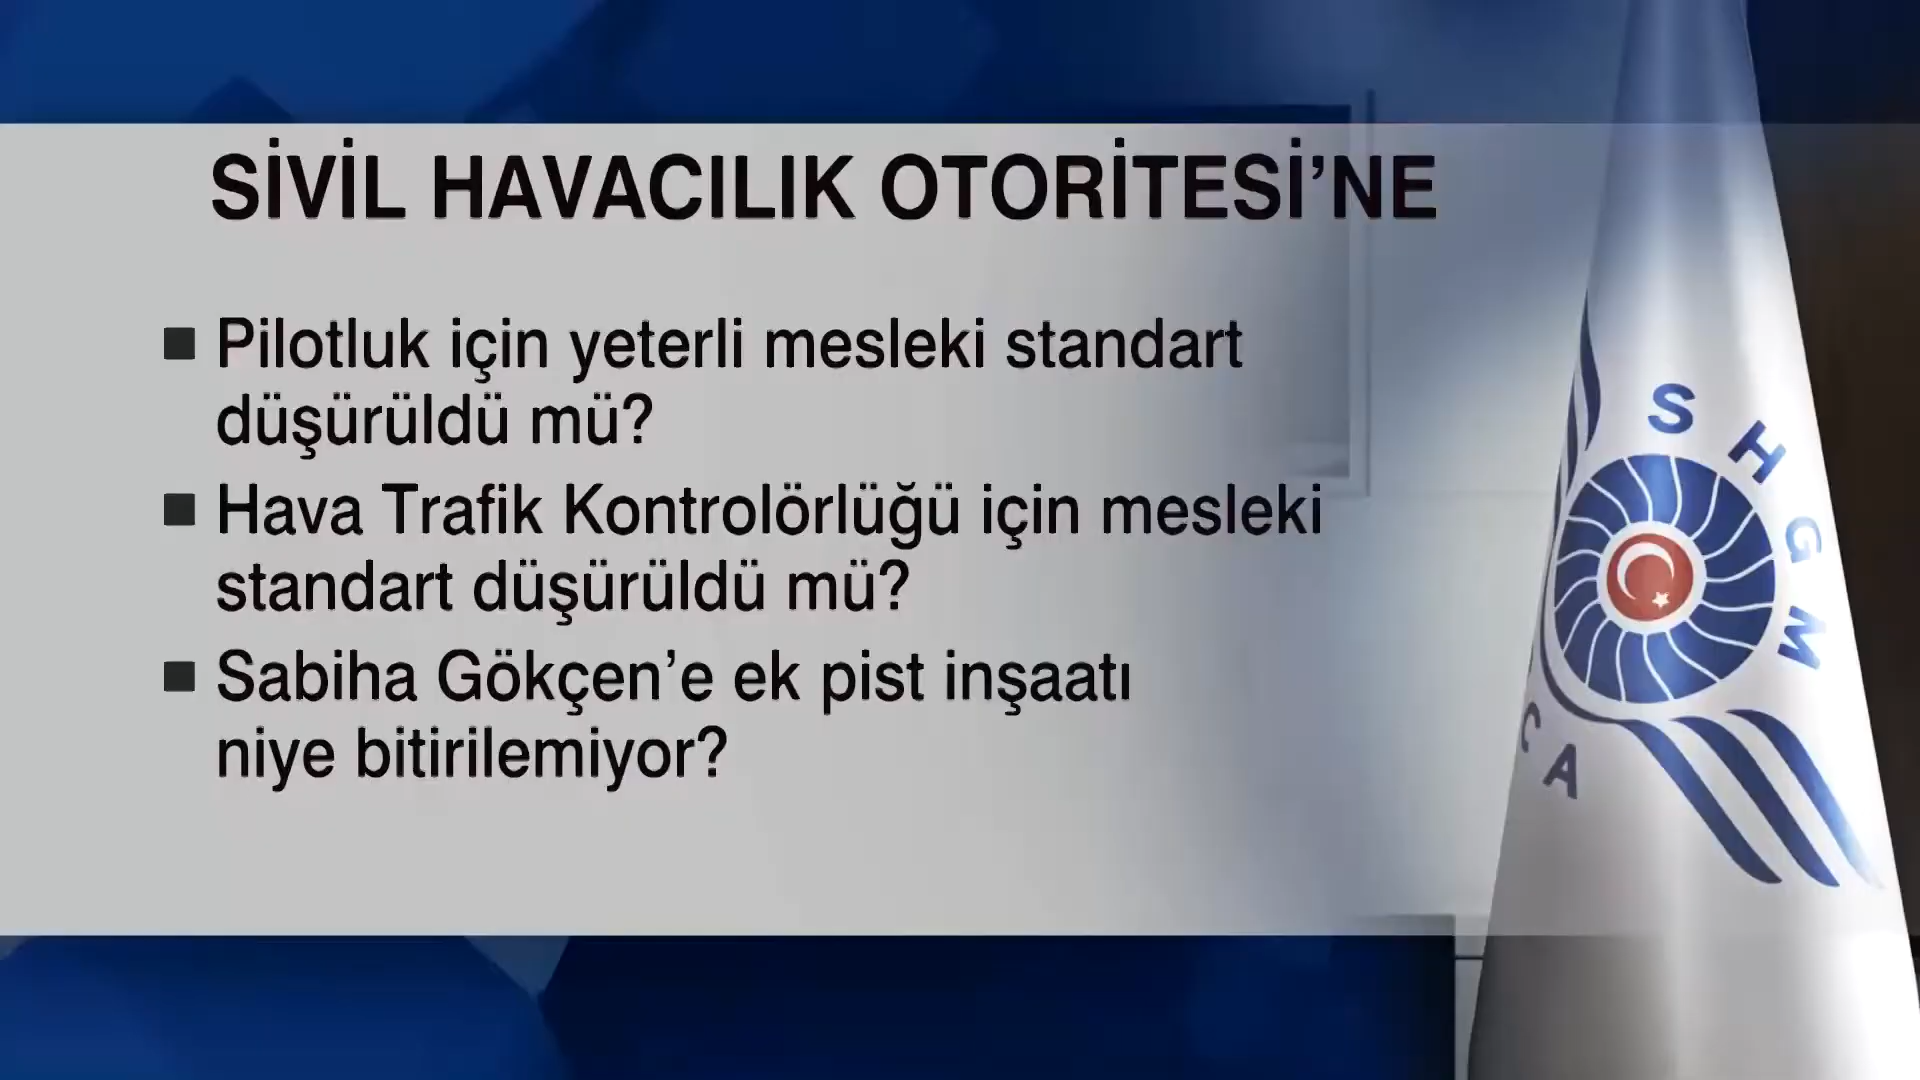 SİVİL HAVACILIK OTORİTESİ’NE
Pilotluk için yeterli mesleki standart
düşürüldü mü?
Hava Trafik Kontrolörlüğü için mesleki
standart düşürüldü mü?
Sabiha Gökçen’e ek pist inşaatı
niye bitirilemiyor?
SHGM
CA